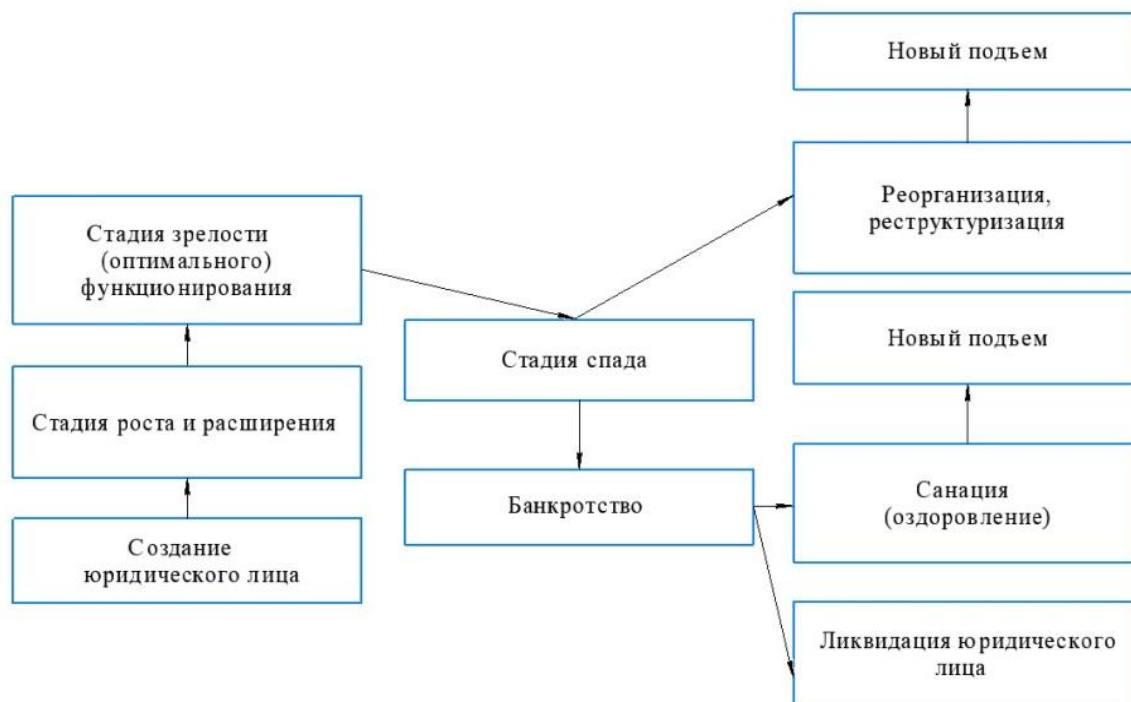 Новый подъем
Реорганизация,
реструктуризация
Стадия зрелости
(оптимального)
функционирования
Новый подъем
Стадия спада
Стадия роста и расширения
Санация
(оздоровление)
Банкротство
Создание
юридического лица
Ликвидация юридического
лица